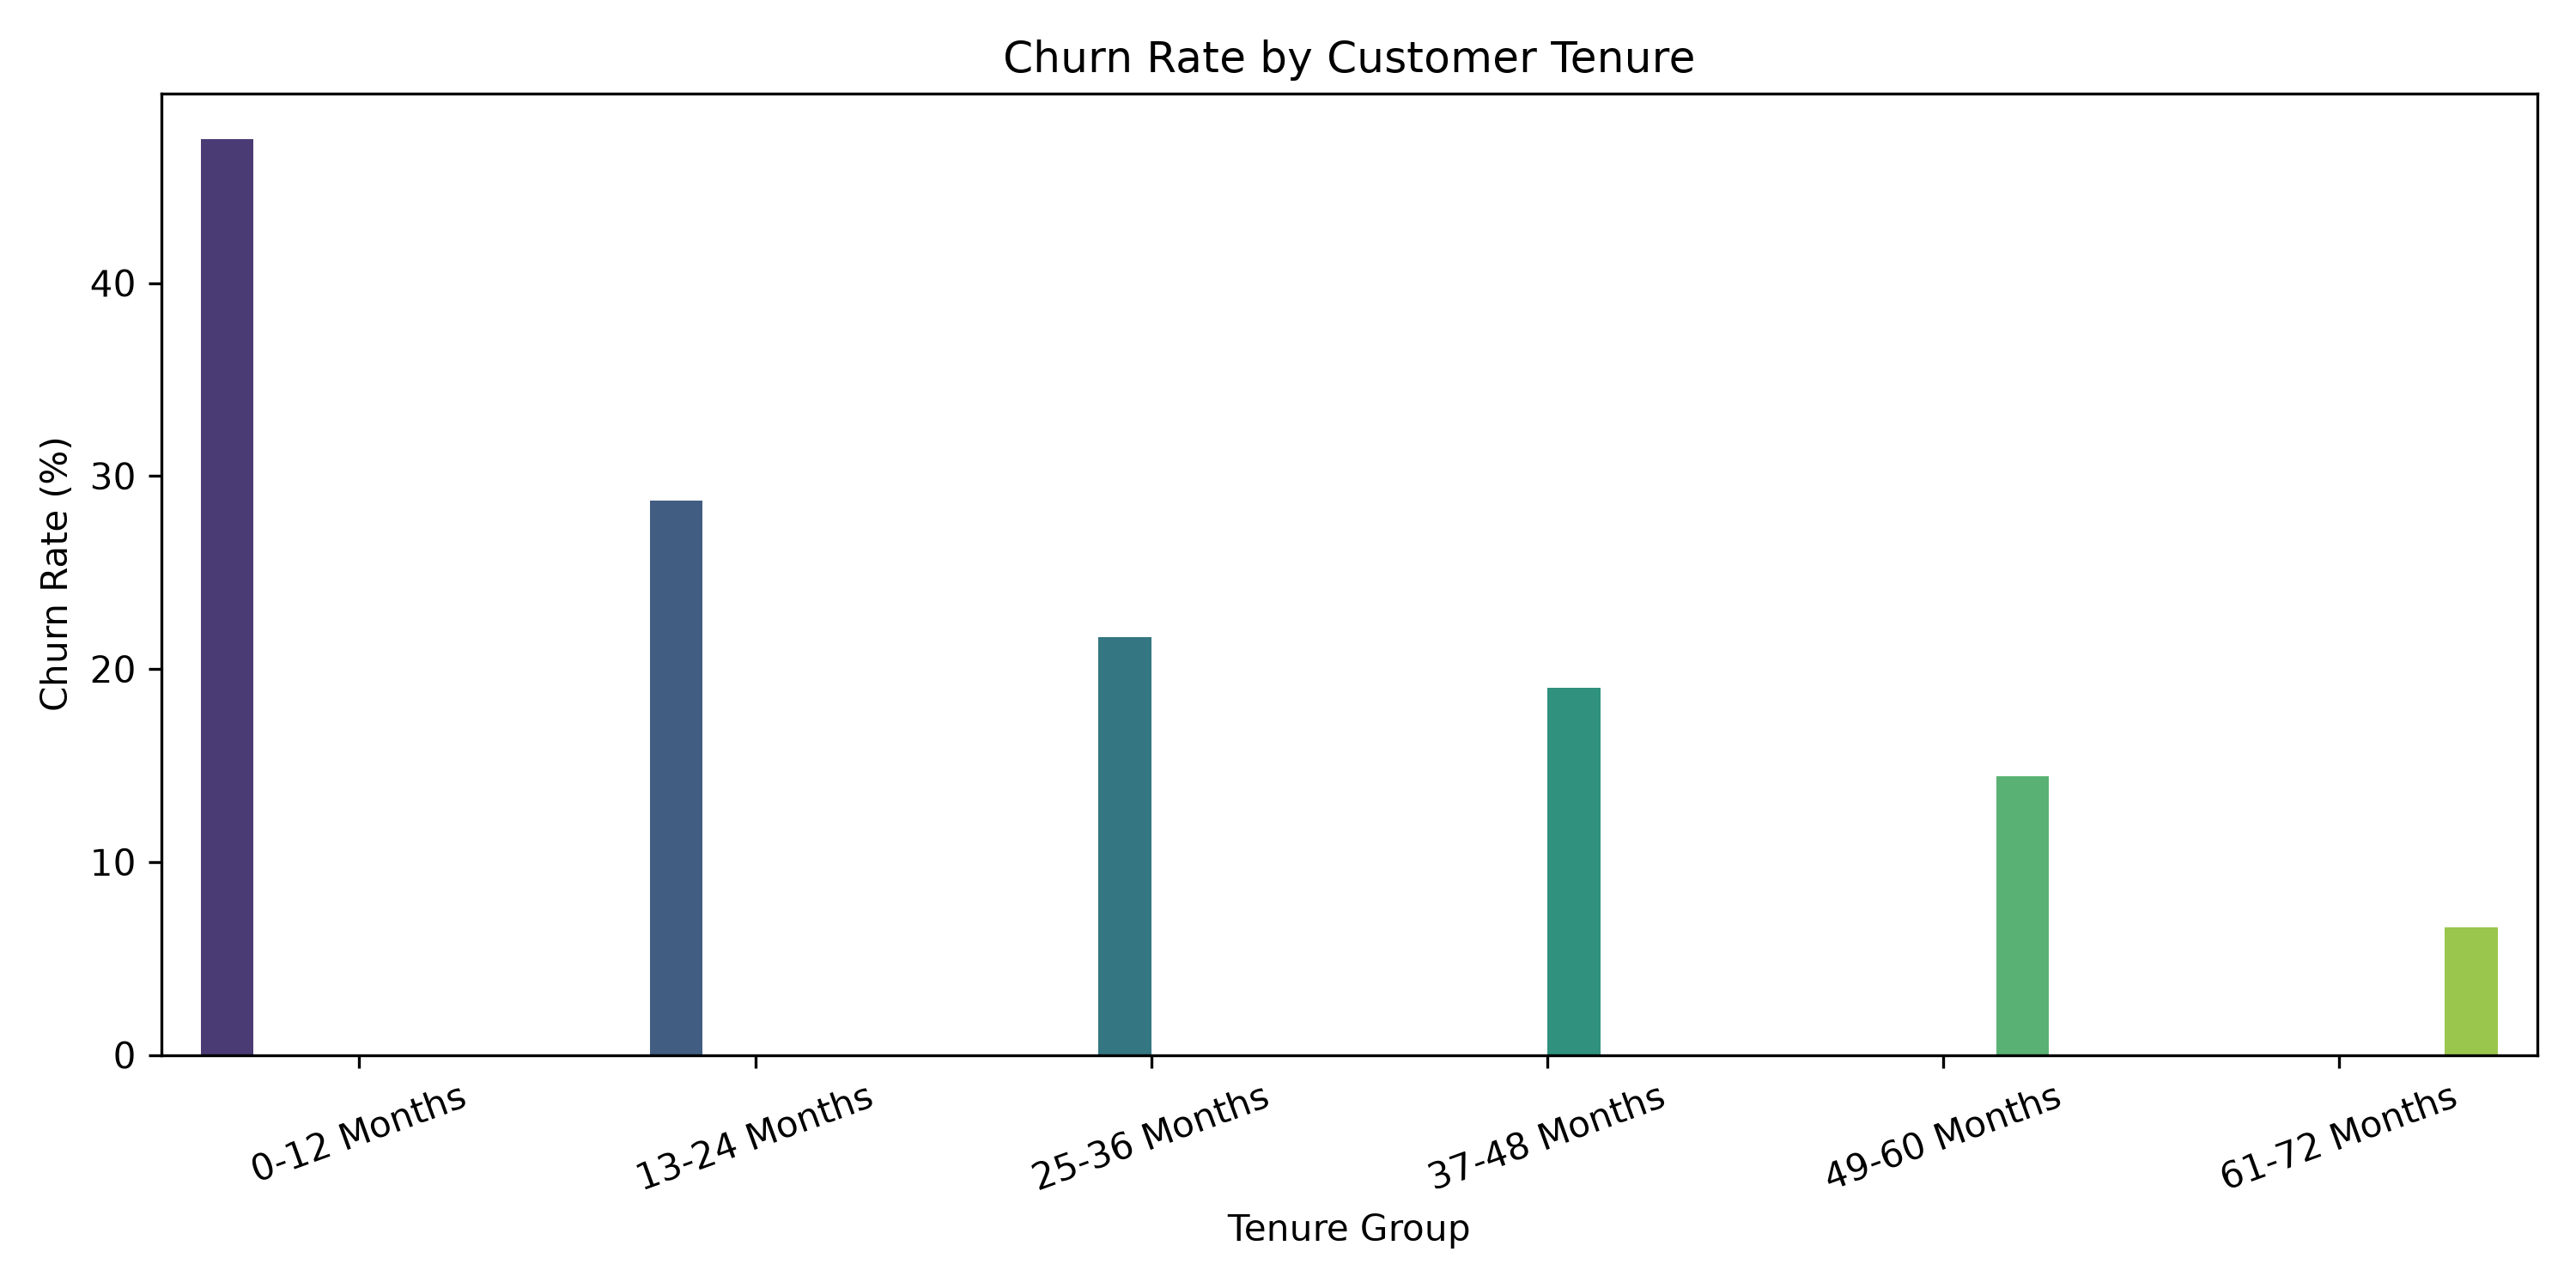 Churn Rate by Customer Tenure
Churn Rate (%)
40
30
20
10
0
0-12 Months
13-24 Months
25-36 Months
37-48 Months
49-60 Months
61-72 Months
Tenure Group